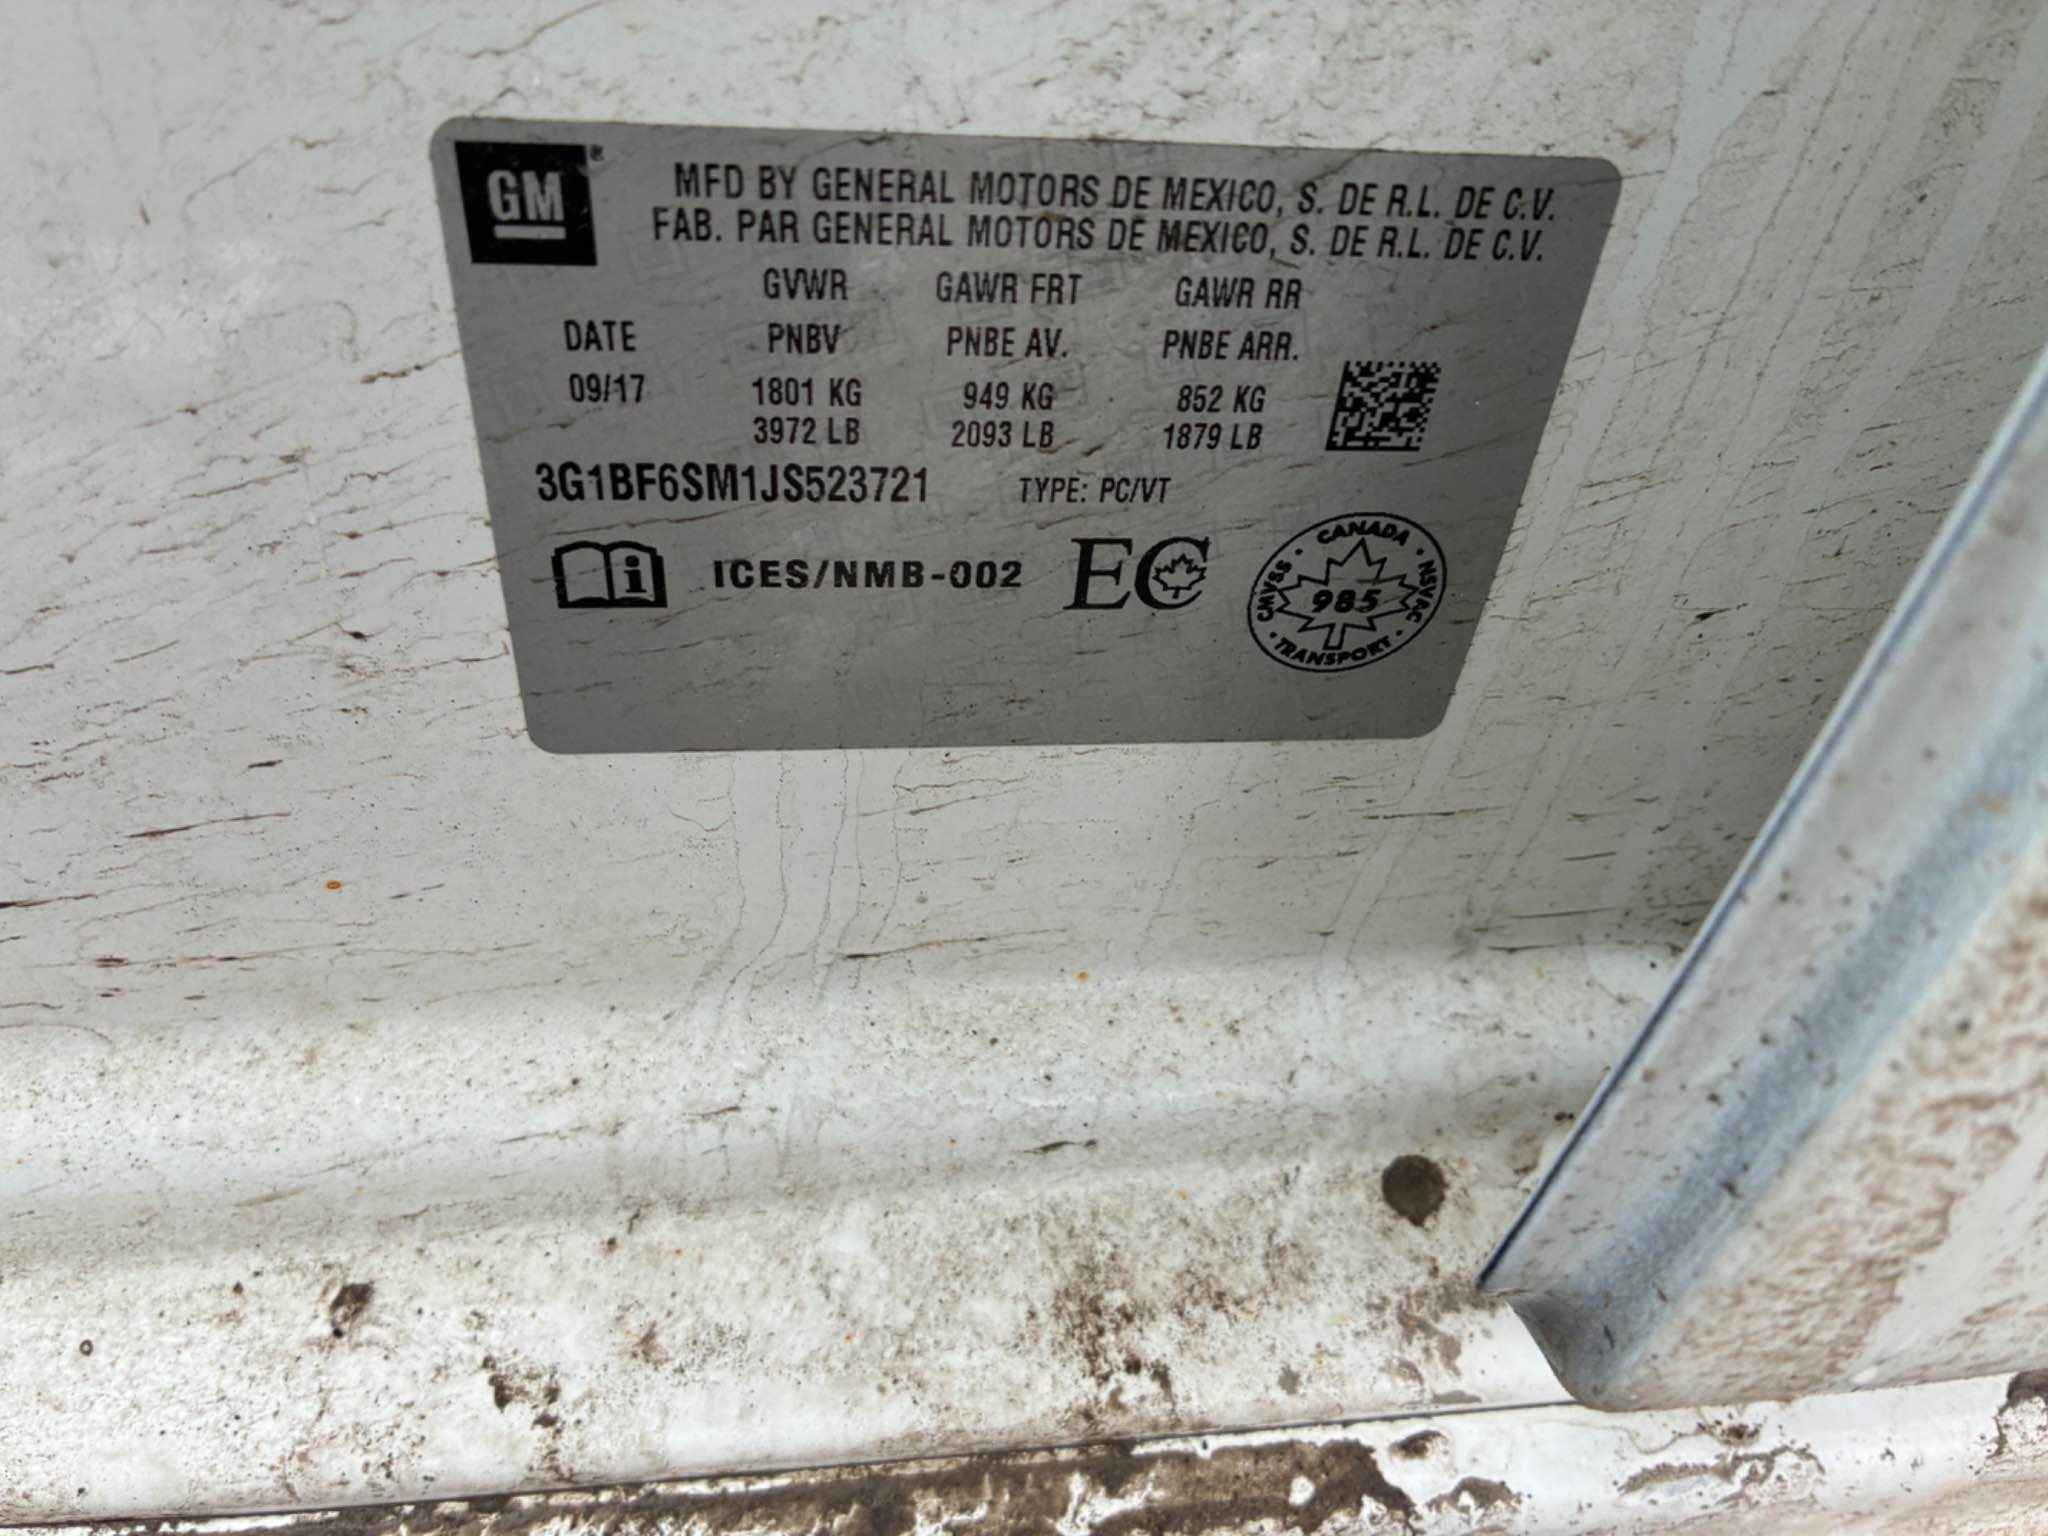 GM
MFD BY GENERAL MOTORS DE MEXICO, S. DE R.L. DE C.V.
FAB. PAR GENERAL MOTORS DE MEXICO, S. DE R.L. DE C.V.
GVWR GAWR FRT GAWR RR
DATE PNBV PNBE AV. PNBE ARR.
09/17 1801 KG 949 KG 852 KG
3972 LB 2093 LB 1879 LB
3G1BF6SM1JS523721 TYPE: PC/VT
i ICES/NMB-002 EC
CANADA
CMVSS 985 NSVAC
TRANSPORT